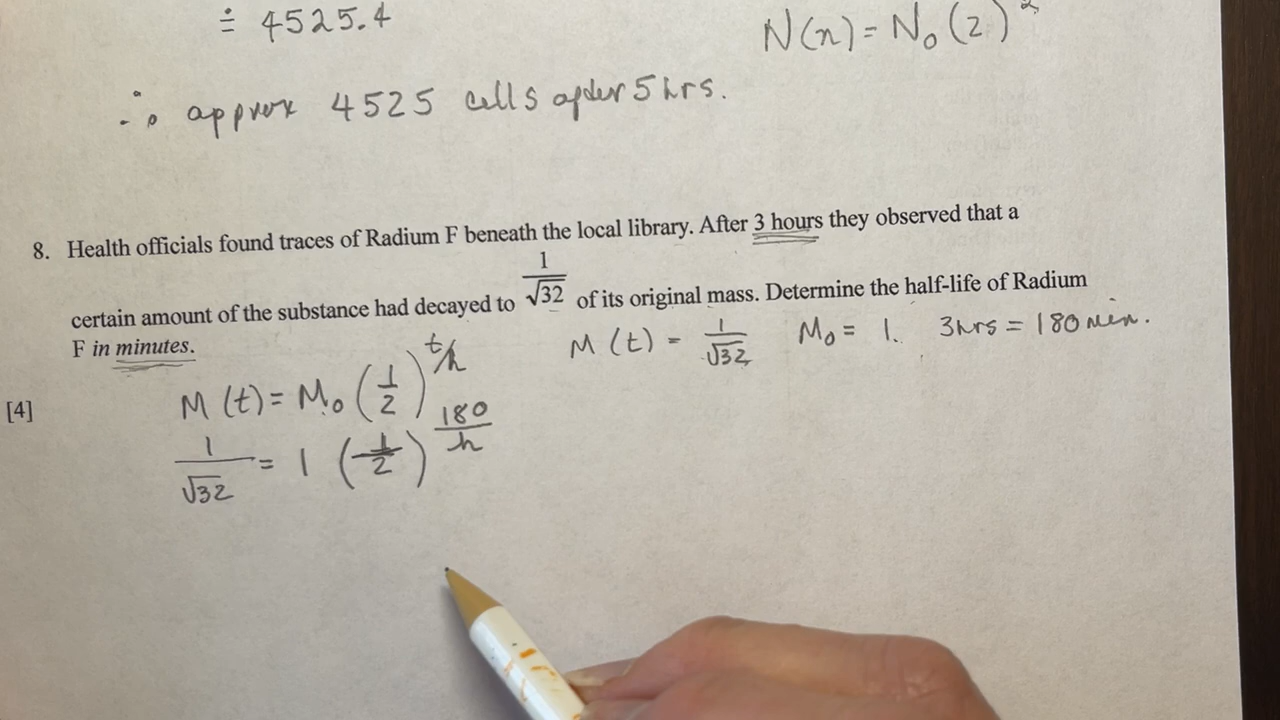 ≐ 4525.4
N(n) = N₀(2)
∴ approx 4525 cells after 5 hrs.
8. Health officials found traces of Radium F beneath the local library. After 3 hours they observed that a
certain amount of the substance had decayed to 1/√32 of its original mass. Determine the half-life of Radium
F in minutes.
M(t) = 1/√32 M₀ = 1. 3hrs = 180 min.
[4]
M(t) = M₀(1/2)^(t/h)
1/√32 = 1(1/2)^(180/h)